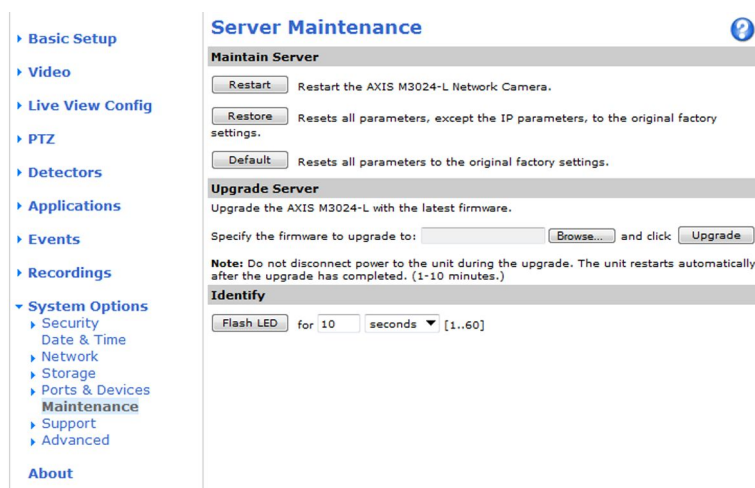 Basic Setup
Video
Live View Config
PTZ
Detectors
Applications
Events
Recordings
System Options
Security
Date & Time
Network
Storage
Ports & Devices
Maintenance
Support
Advanced
About
Server Maintenance
?
Maintain Server
Restart Restart the AXIS M3024-L Network Camera.
Restore Resets all parameters, except the IP parameters, to the original factory
settings.
Default Resets all parameters to the original factory settings.
Upgrade Server
Upgrade the AXIS M3024-L with the latest firmware.
Specify the firmware to upgrade to: Browse... and click Upgrade
Note: Do not disconnect power to the unit during the upgrade. The unit restarts automatically
after the upgrade has completed. (1-10 minutes.)
Identify
Flash LED for 10 seconds [1..60]